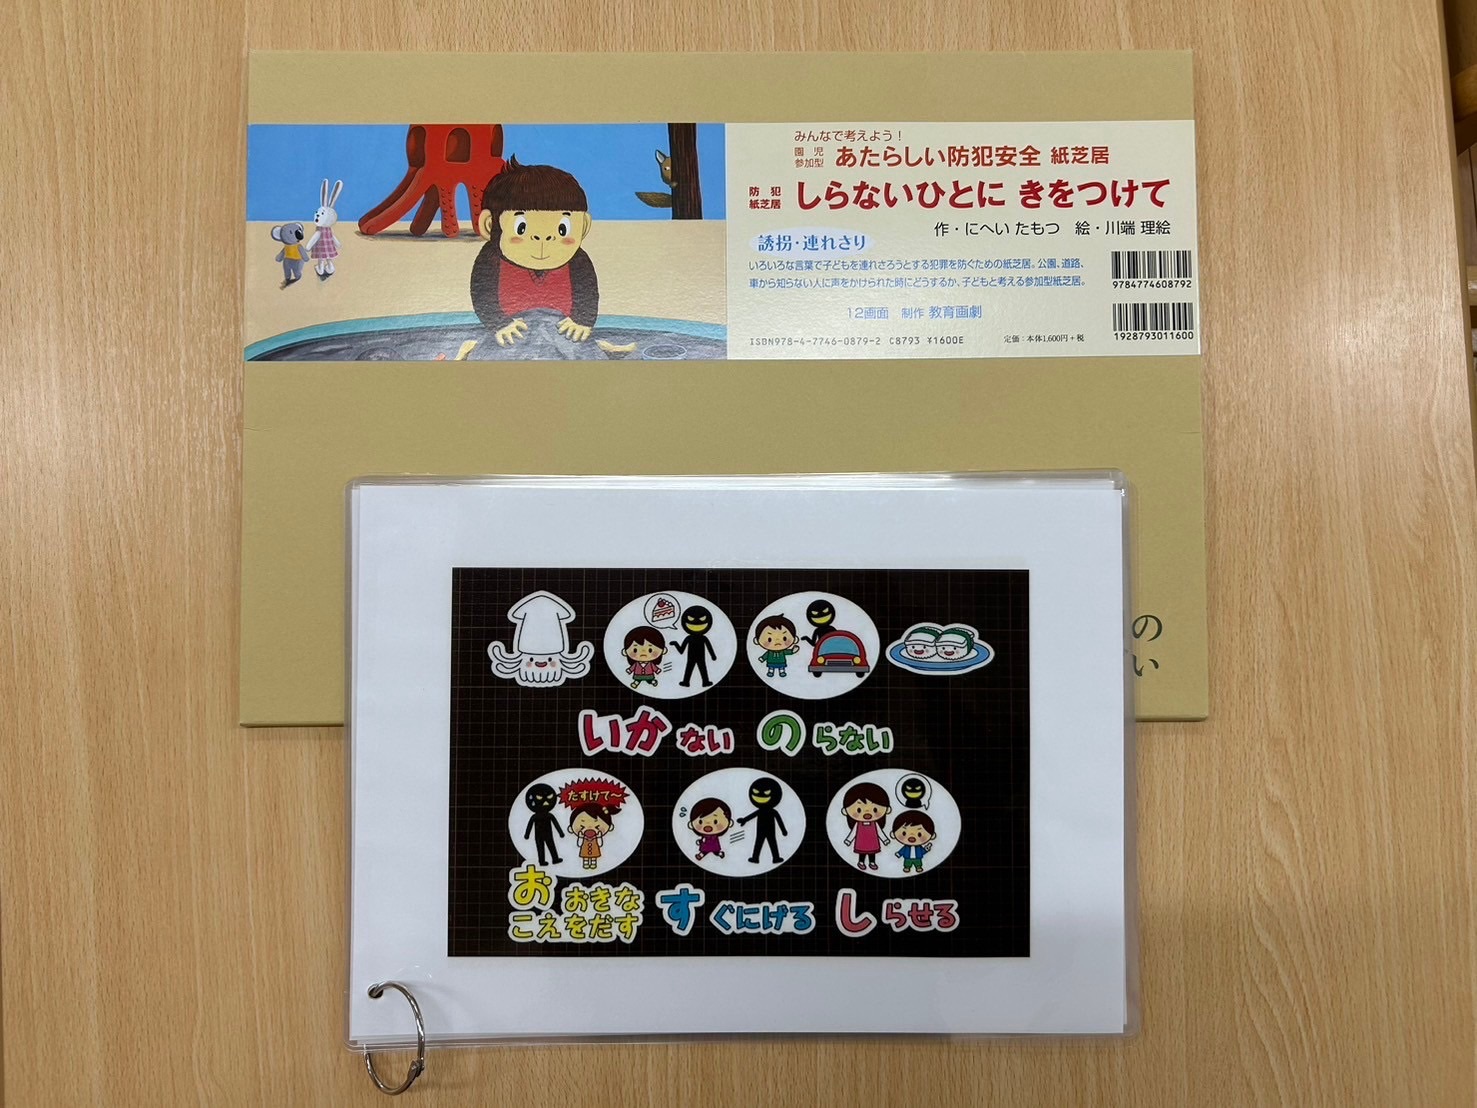 みんなで考えよう！
園児参加型 あたらしい防犯安全 紙芝居
防犯紙芝居 しらないひとに きをつけて
作・にへい たもつ 絵・川端 理絵
誘拐・連れさり
いろいろな言葉で子どもを連れさろうとする犯罪を防ぐための紙芝居。公園、道路、
車から知らない人に声をかけられた時にどうするか、子どもと考える参加型紙芝居。
12画面 制作 教育画劇
ISBN978-4-7746-0879-2 C8793 ¥1600E
定価：本体1,600円+税
9784774608792
1928793011600
の
い
いかない のらない
たすけて〜
おおきな
こえをだす
すぐにげる
しらせる